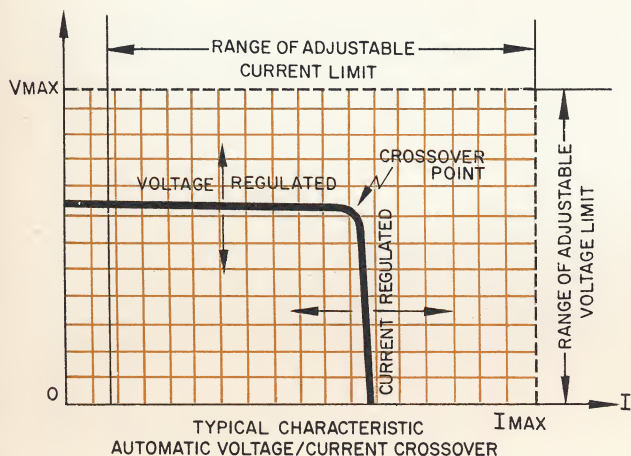 RANGE OF ADJUSTABLE
CURRENT LIMIT
VMAX
CROSSOVER
POINT
VOLTAGE REGULATED
CURRENT REGULATED
RANGE OF ADJUSTABLE
VOLTAGE LIMIT
O
IMAX
I
TYPICAL CHARACTERISTIC
AUTOMATIC VOLTAGE/CURRENT CROSSOVER